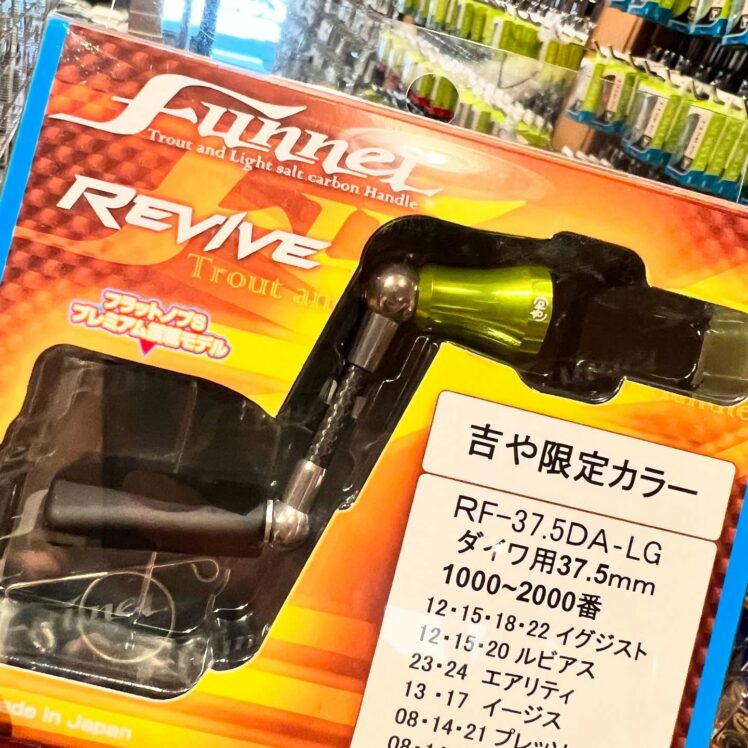 Funnel
Trout and Light salt carbon Handle
REVIVE
Trout and
フラットノブS
プレミアム搭載モデル
吉や限定カラー
RF-37.5DA-LG
ダイワ用37.5mm
1000~2000番
12・15・18・22 イグジスト
12・15・20 ルビアス
23・24 エアリティ
13・17 イージス
08・14・21 プレッソ
Made in Japan